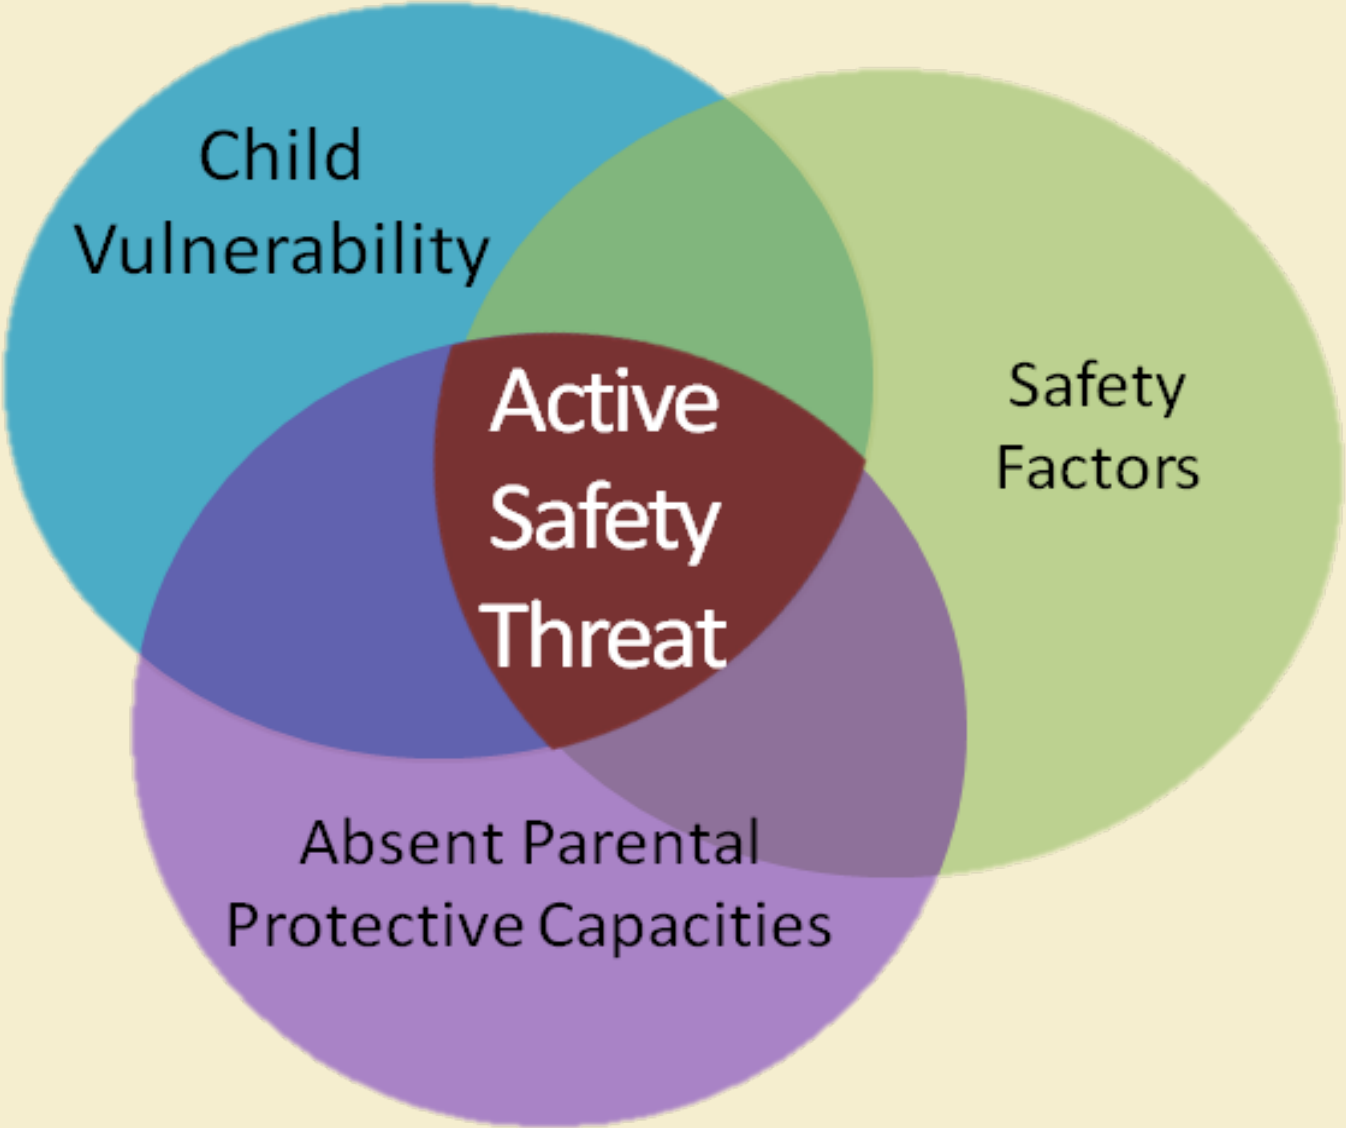 Child
Vulnerability
Safety
Factors
Active
Safety
Threat
Absent Parental
Protective Capacities